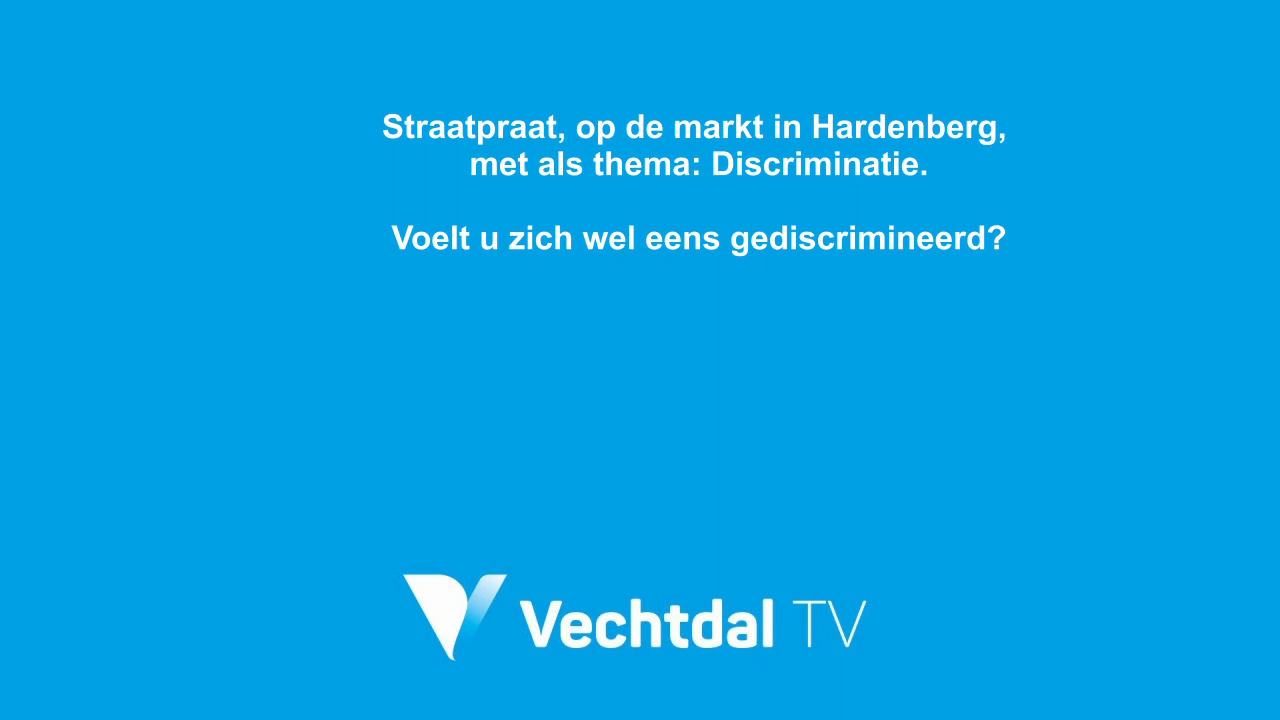 Straatpraat, op de markt in Hardenberg,
met als thema: Discriminatie.
Voelt u zich wel eens gediscrimineerd?
Vechtdal TV